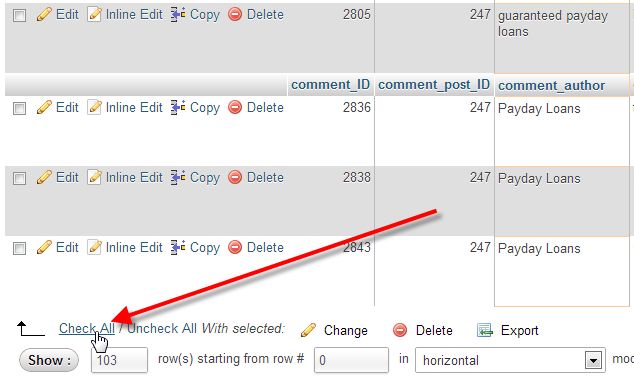 Edit Inline Edit Copy Delete 2805 247 guaranteed payday
loans
comment_ID comment_post_ID comment_author
Edit Inline Edit Copy Delete 2836 247 Payday Loans
Edit Inline Edit Copy Delete 2838 247 Payday Loans
Edit Inline Edit Copy Delete 2843 247 Payday Loans
Check All / Uncheck All With selected: Change Delete Export
Show : 103 row(s) starting from row # 0 in horizontal